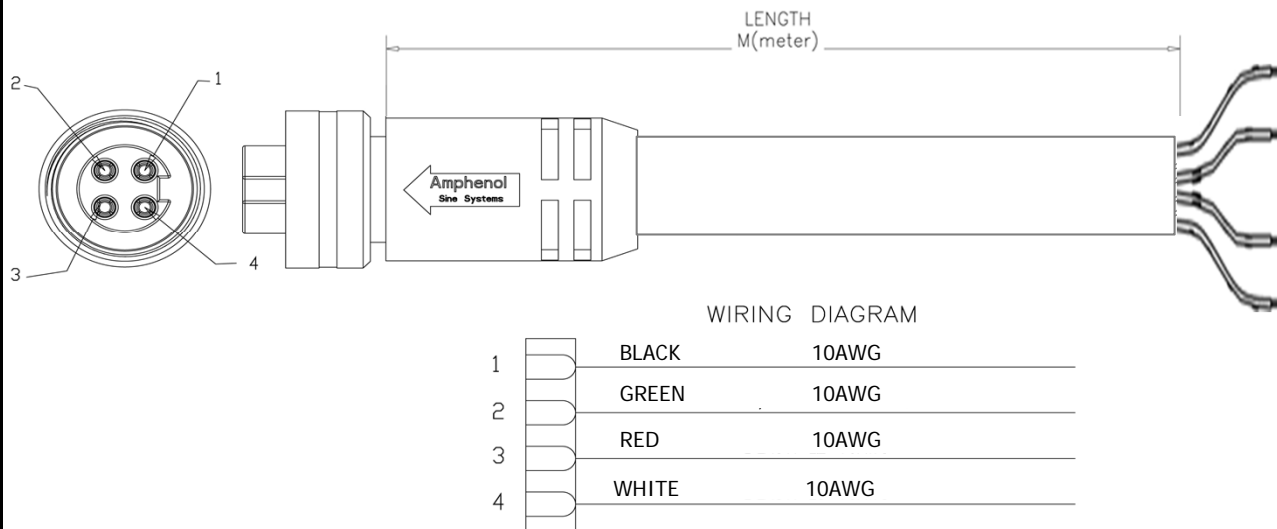 LENGTH
M(meter)
2
1
3
4
Amphenol
Sine Systems
WIRING DIAGRAM
1 BLACK 10AWG
2 GREEN 10AWG
3 RED 10AWG
4 WHITE 10AWG